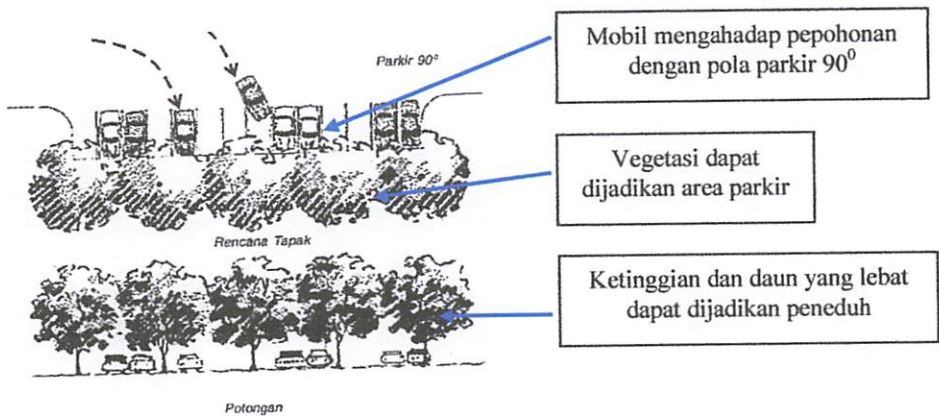 Parkir 90°
Mobil mengahadap pepohonan
dengan pola parkir 90⁰
Vegetasi dapat
dijadikan area parkir
Rencana Tapak
Ketinggian dan daun yang lebat
dapat dijadikan peneduh
Potongan